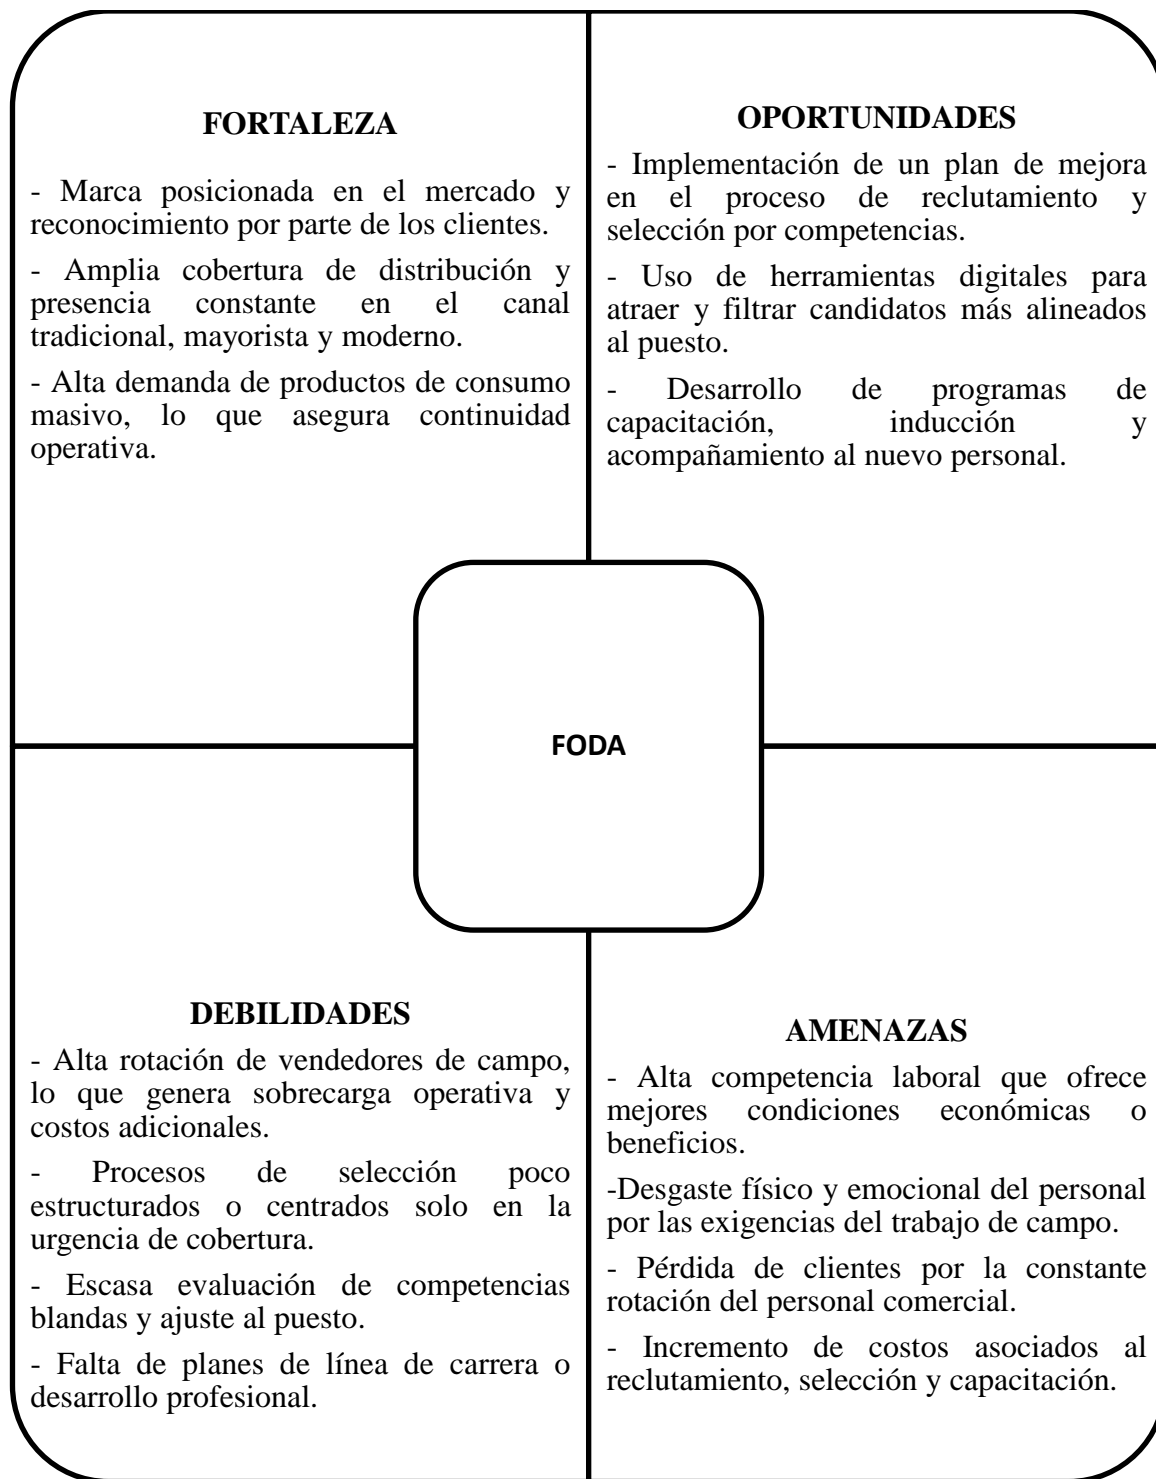 FORTALEZA
- Marca posicionada en el mercado y
reconocimiento por parte de los clientes.
- Amplia cobertura de distribución y
presencia constante en el canal
tradicional, mayorista y moderno.
- Alta demanda de productos de consumo
masivo, lo que asegura continuidad
operativa.
OPORTUNIDADES
- Implementación de un plan de mejora
en el proceso de reclutamiento y
selección por competencias.
- Uso de herramientas digitales para
atraer y filtrar candidatos más alineados
al puesto.
- Desarrollo de programas de
capacitación, inducción y
acompañamiento al nuevo personal.
FODA
DEBILIDADES
- Alta rotación de vendedores de campo,
lo que genera sobrecarga operativa y
costos adicionales.
- Procesos de selección poco
estructurados o centrados solo en la
urgencia de cobertura.
- Escasa evaluación de competencias
blandas y ajuste al puesto.
- Falta de planes de línea de carrera o
desarrollo profesional.
AMENAZAS
- Alta competencia laboral que ofrece
mejores condiciones económicas o
beneficios.
-Desgaste físico y emocional del personal
por las exigencias del trabajo de campo.
- Pérdida de clientes por la constante
rotación del personal comercial.
- Incremento de costos asociados al
reclutamiento, selección y capacitación.